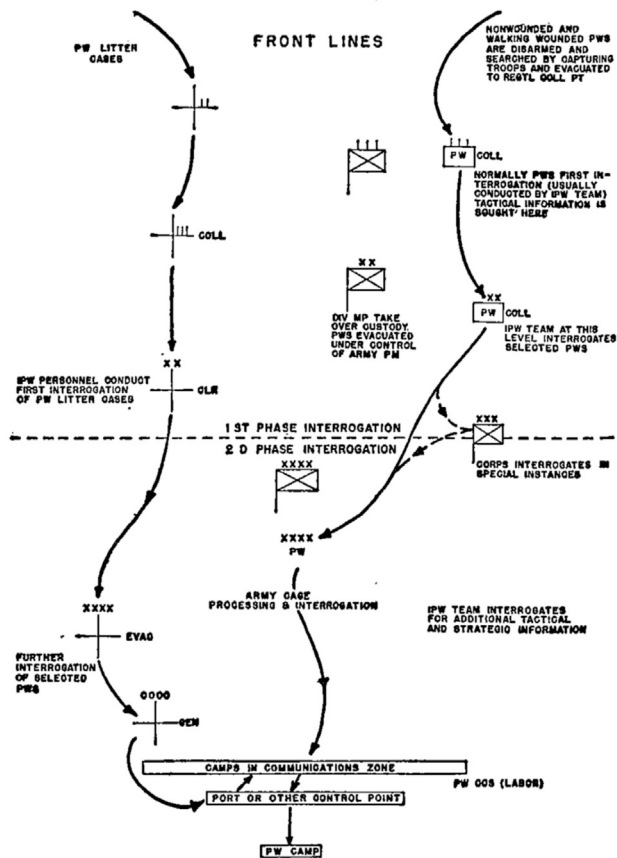 FRONT LINES
PW LITTER
CASES
NONWOUNDED AND
WALKING WOUNDED PWS
ARE DISARMED AND
SEARCHED BY CAPTURING
TROOPS AND EVACUATED
TO REGTL COLL PT
PW COLL
NORMALLY PWS FIRST IN-
TERROGATION (USUALLY
CONDUCTED BY IPW TEAM)
TACTICAL INFORMATION IS
SOUGHT HERE
COLL
XX
DIV MP TAKE
OVER CUSTODY.
PWS EVACUATED
UNDER CONTROL
OF ARMY PM
XX
PW COLL
IPW TEAM AT THIS
LEVEL INTERROGATES
SELECTED PWS
XX
CLR
IPW PERSONNEL CONDUCT
FIRST INTERROGATION
OF PW LITTER CASES
1 ST PHASE INTERROGATION
2 D PHASE INTERROGATION
XXX
CORPS INTERROGATES IN
SPECIAL INSTANCES
XXXX
XXXX
PW
ARMY CAGE
PROCESSING & INTERROGATION
IPW TEAM INTERROGATES
FOR ADDITIONAL TACTICAL
AND STRATEGIC INFORMATION
XXXX
EVAC
FURTHER
INTERROGATION
OF SELECTED
PWS
OOOO
GEN
CAMPS IN COMMUNICATIONS ZONE
PW COS (LABOR)
PORT OR OTHER CONTROL POINT
PW CAMP